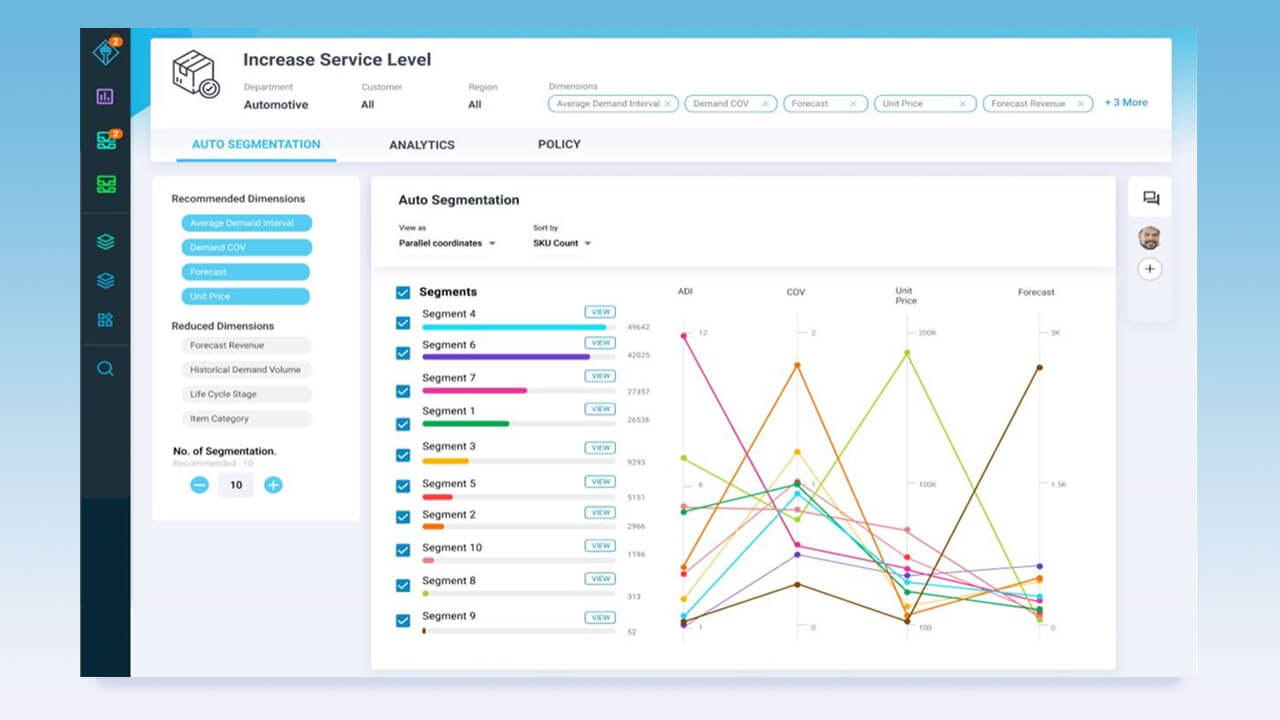 2
2
Increase Service Level
Department
Customer
Region
Dimensions
Automotive
All
All
Average Demand Interval ×
Demand COV ×
Forecast ×
Unit Price ×
Forecast Revenue ×
+ 3 More
AUTO SEGMENTATION
ANALYTICS
POLICY
Recommended Dimensions
Average Demand Interval
Demand COV
Forecast
Unit Price
Reduced Dimensions
Forecast Revenue
Historical Demand Volume
Life Cycle Stage
Item Category
No. of Segmentation.
Recommended : 10
10
Auto Segmentation
View as
Sort by
Parallel coordinates
SKU Count
Segments
Segment 4
VIEW
49642
Segment 6
VIEW
42025
Segment 7
VIEW
27357
Segment 1
VIEW
26536
Segment 3
VIEW
9293
Segment 5
VIEW
5151
Segment 2
VIEW
2966
Segment 10
VIEW
1196
Segment 8
VIEW
313
Segment 9
VIEW
52
ADI
COV
Unit
Price
Forecast
12
2
200K
3K
6
1
100K
1.5K
1
0
100
0